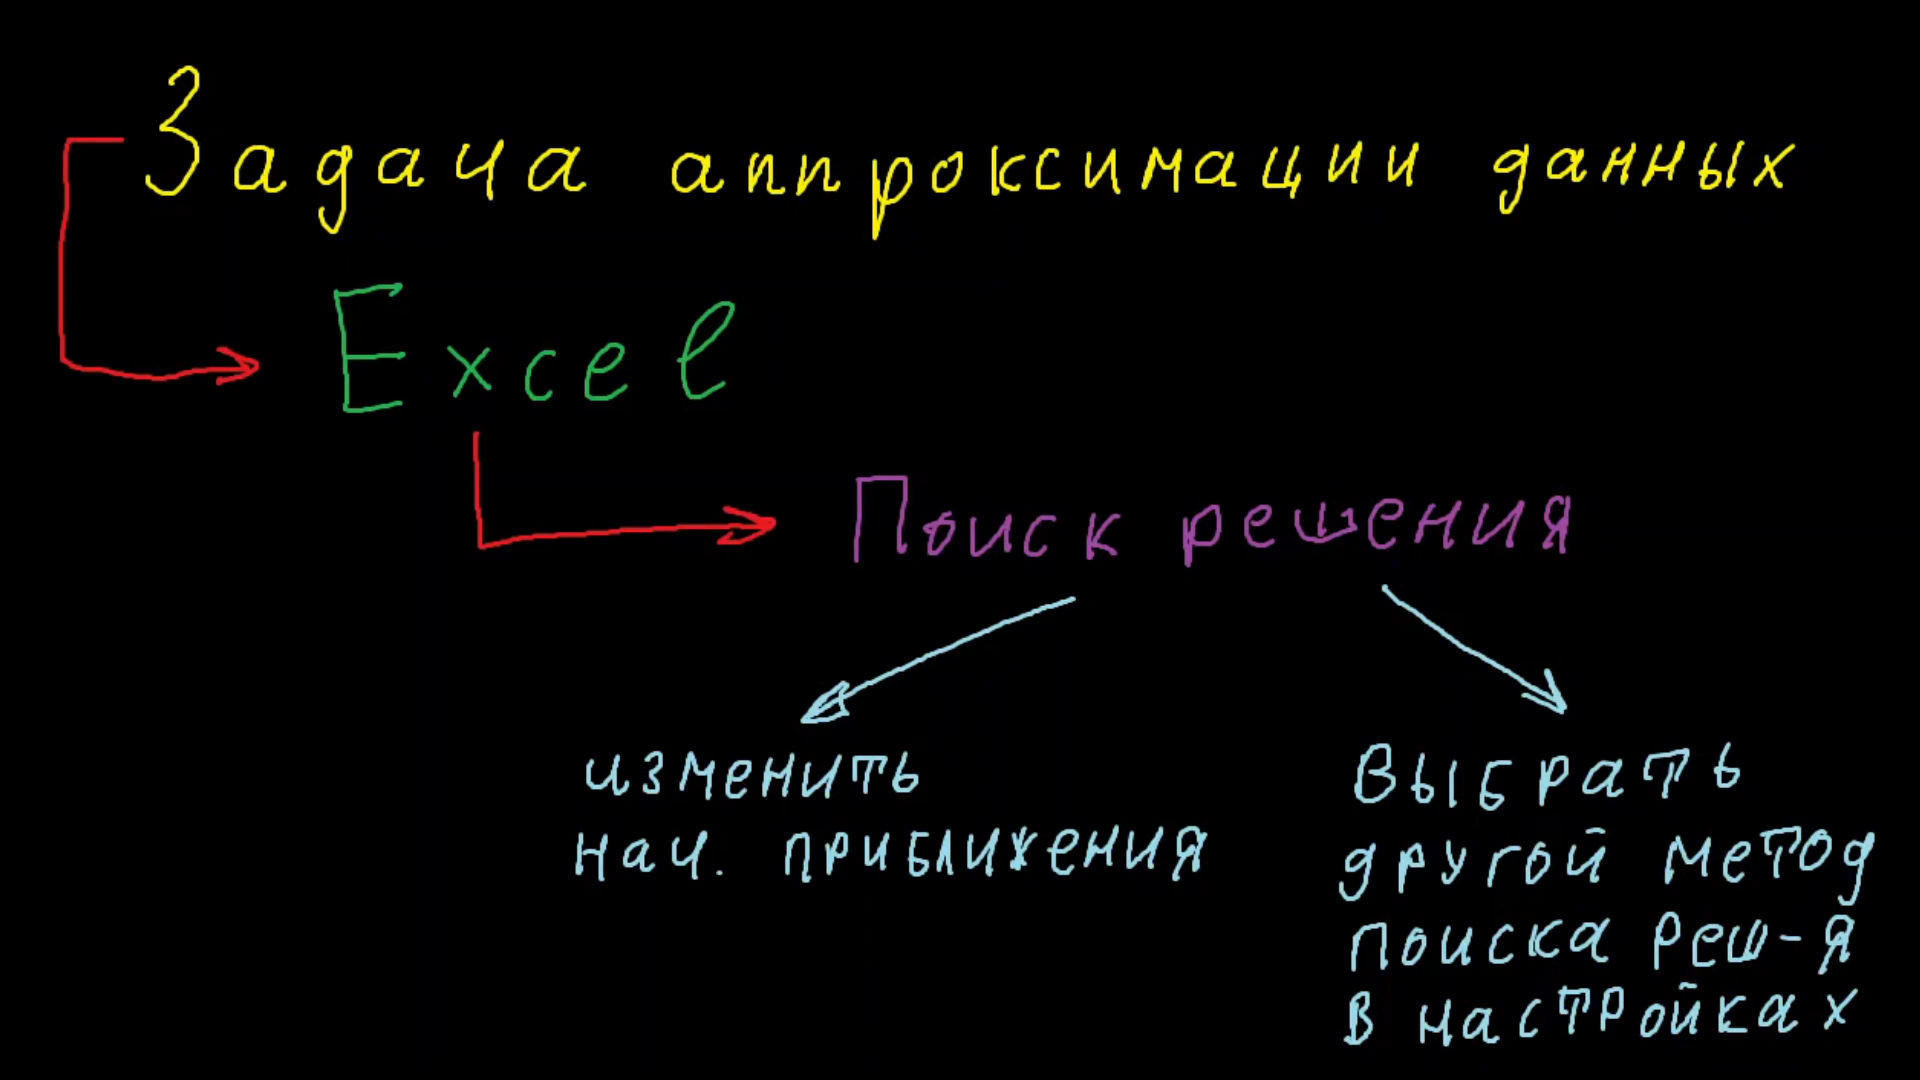 Задача аппроксимации данных
Excel
Поиск решения
изменить
нач. приближения
Выбрать
другой метод
поиска реш-я
в настройках